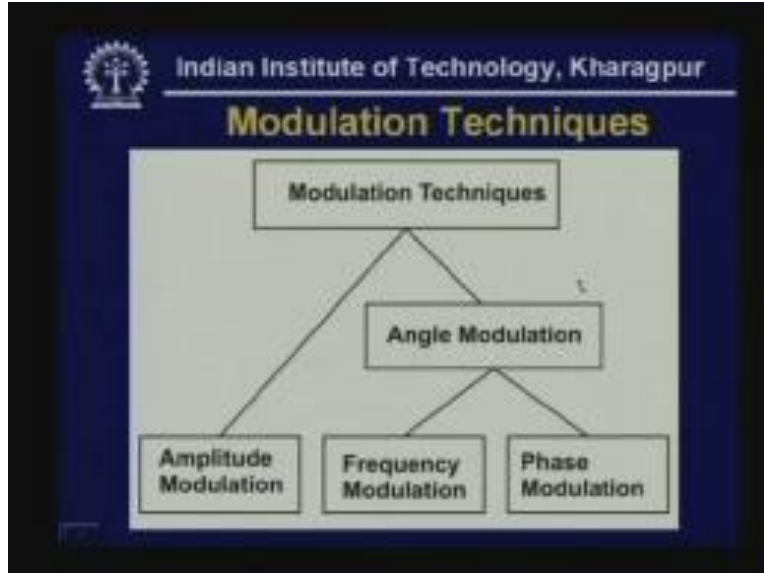 Indian Institute of Technology, Kharagpur
Modulation Techniques
Modulation Techniques
Angle Modulation
Amplitude
Modulation
Frequency
Modulation
Phase
Modulation